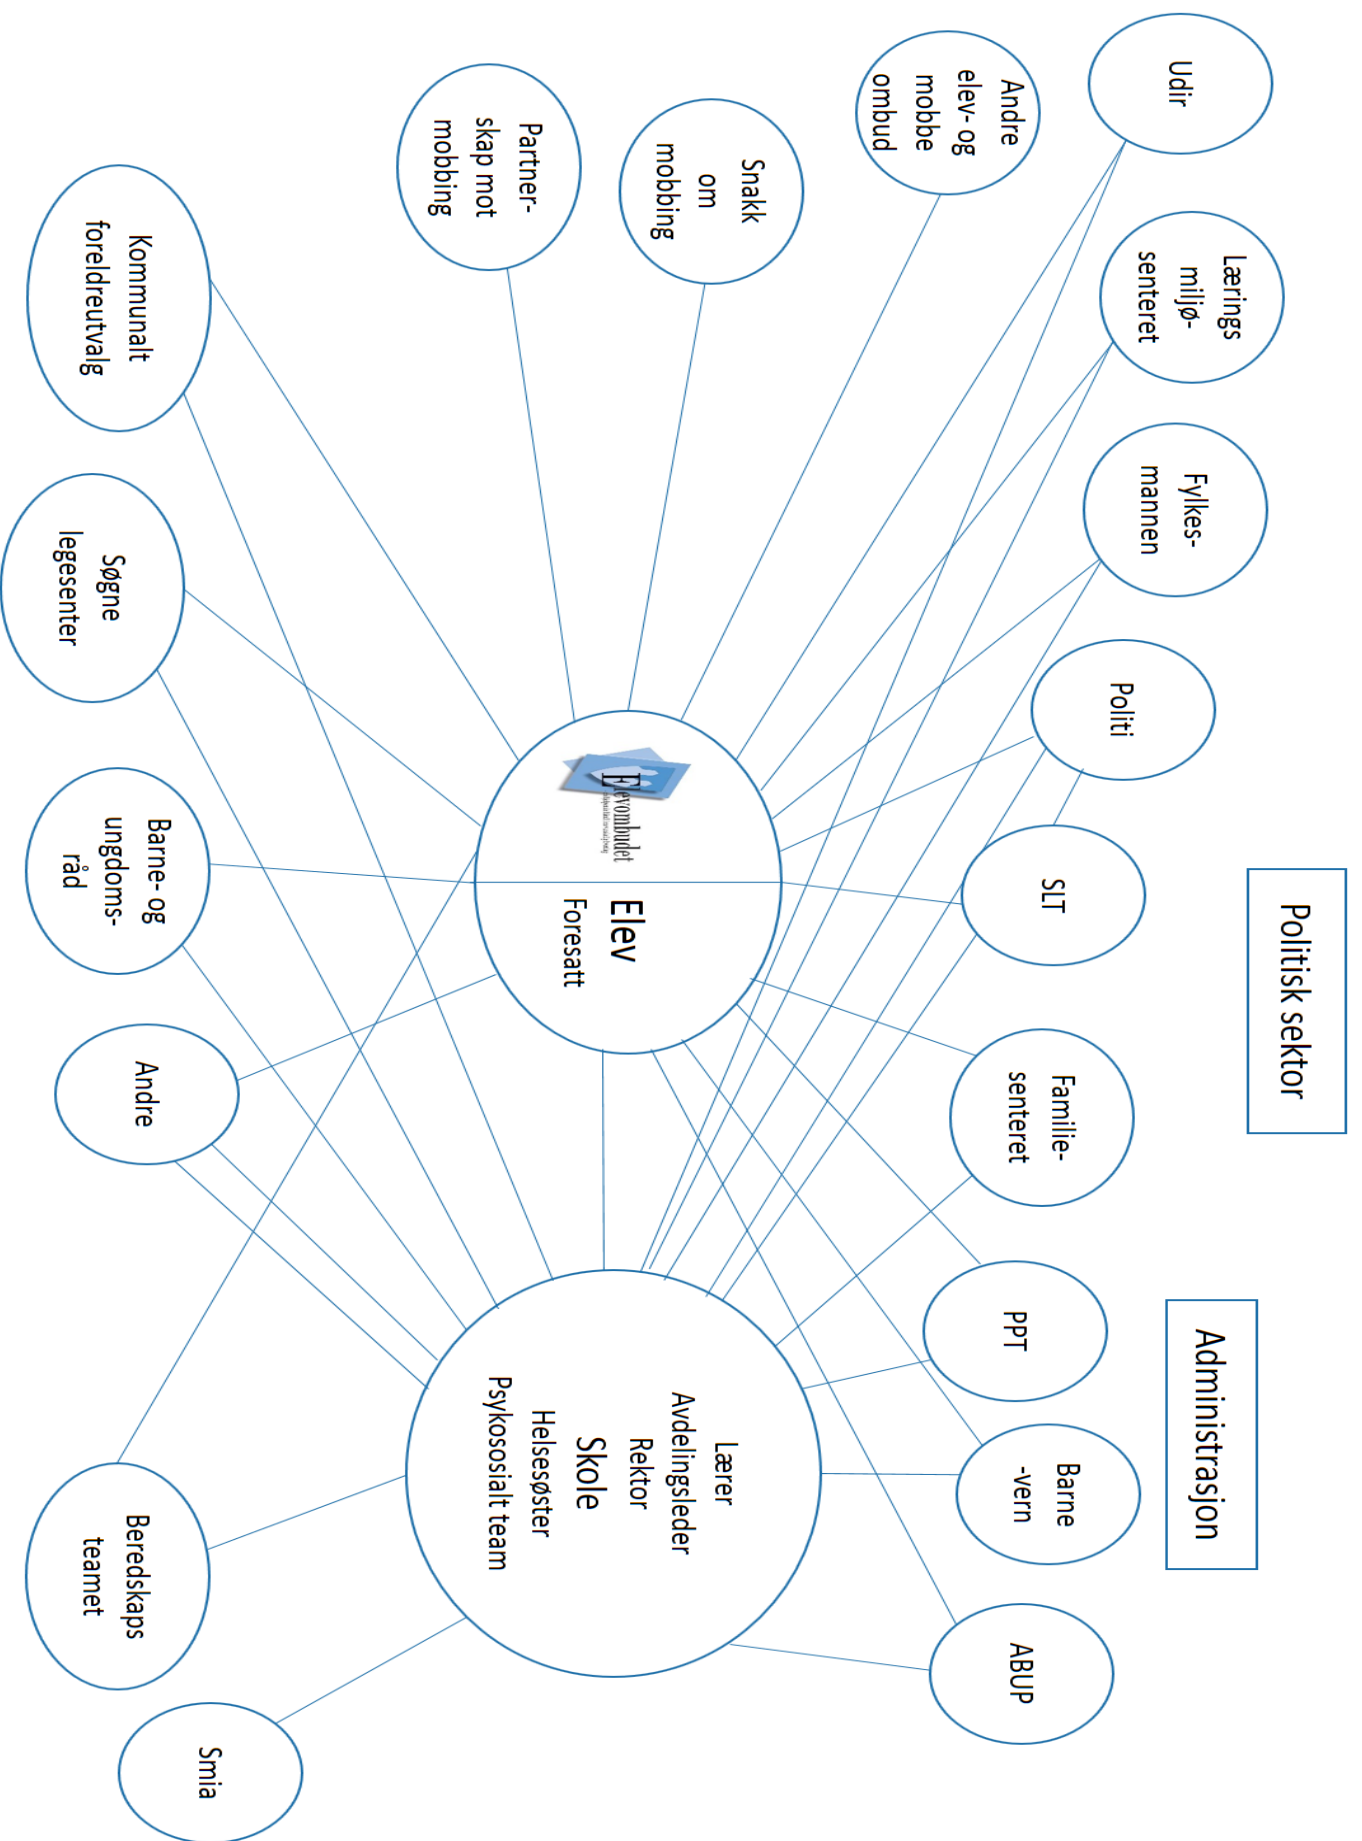 Politisk sektor
Administrasjon
Udir
Lærings
miljø-
senteret
Fylkes-
mannen
Politi
SLT
Familie-
senteret
PPT
Barne
-vern
ABUP
Andre
elev- og
mobbe
ombud
Snakk
om
mobbing
Partner-
skap mot
mobbing
Elevombudet
Elev
Foresatt
Lærer
Avdelingsleder
Rektor
Skole
Helsesøster
Psykososialt team
Kommunalt
foreldreutvalg
Søgne
legesenter
Barne- og
ungdoms-
råd
Andre
Beredskaps
teamet
Smia